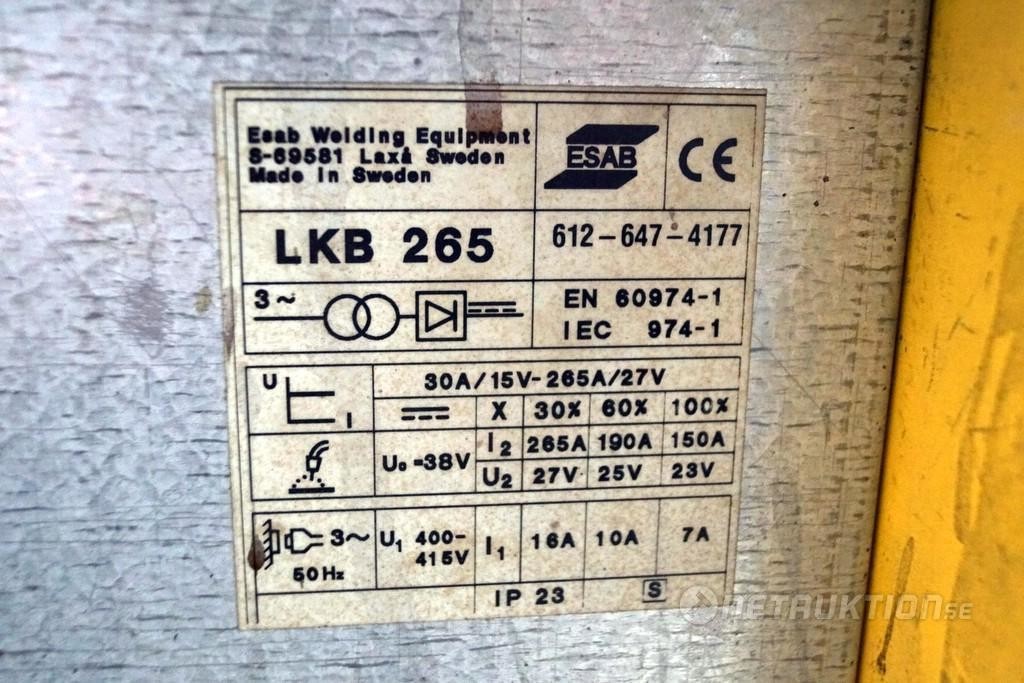 Esab Welding Equipment
S-69581 Laxå Sweden
Made in Sweden
ESAB
CE
LKB 265
612-647-4177
3~
EN 60974-1
IEC 974-1
U
I
30A/15V-265A/27V
X 30% 60% 100%
U₀=38V
I₂ 265A 190A 150A
U₂ 27V 25V 23V
3~
50Hz
U₁ 400-
415V
I₁ 16A 10A 7A
IP 23
S
NETAUKTION.SE